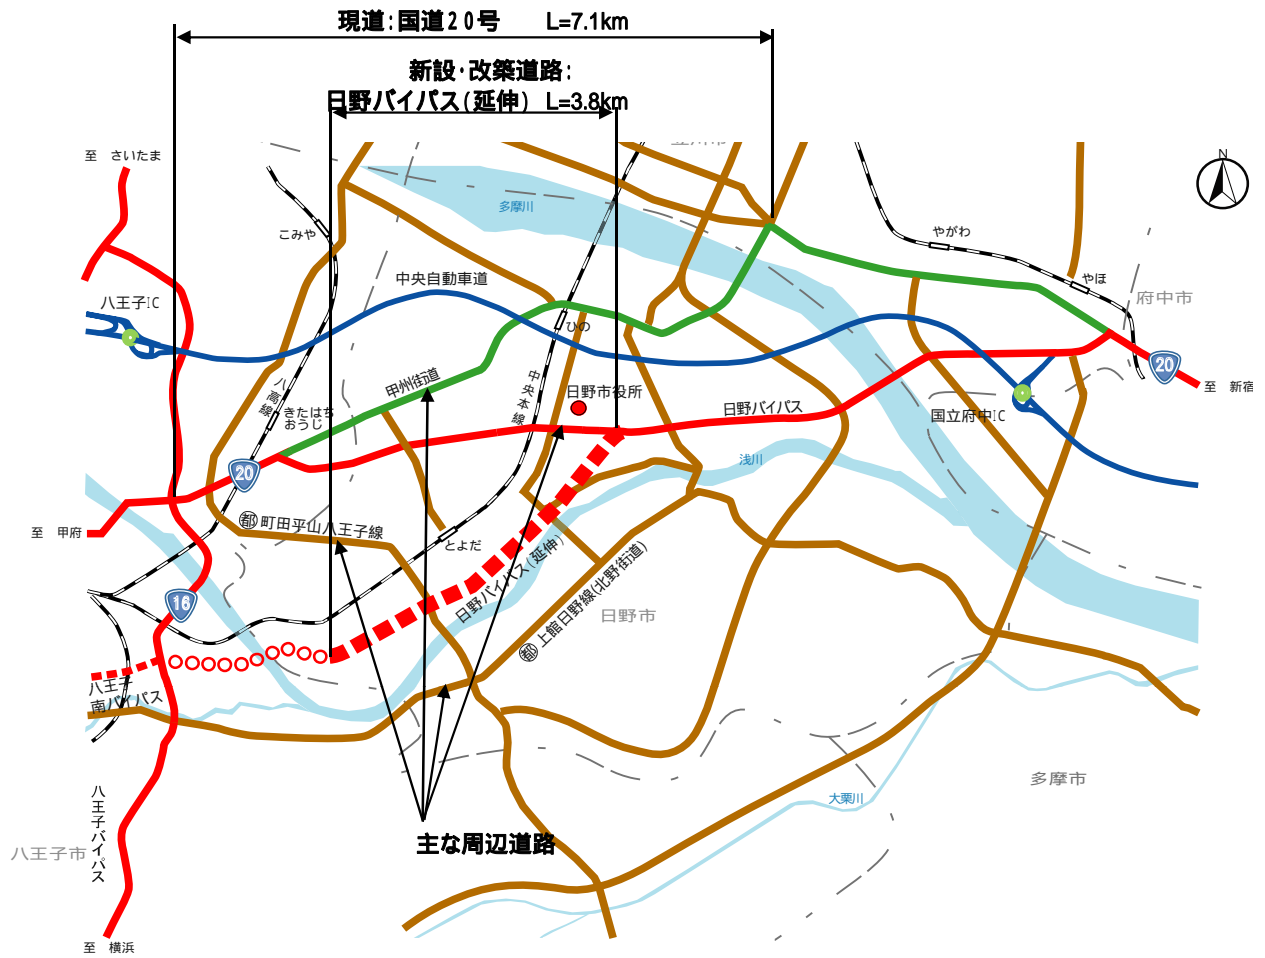 現道：国道２０号　L=7.1km
新設・改築道路：
日野バイパス（延伸）　L=3.8km
至　さいたま
立川市
N
多摩川
こみや
やがわ
中央自動車道
やほ
八王子IC
府中市
ひの
20
至　新宿
甲州街道
中央本線
日野市役所
八高線
きたはち
おうじ
日野バイパス
国立府中IC
浅川
20
都 町田平山八王子線
至　甲府
とよだ
日野バイパス（延伸）
都 上館日野線(北野街道)
16
日野市
八王子
南バイパス
多摩市
大栗川
八王子バイパス
主な周辺道路
八王子市
至　横浜